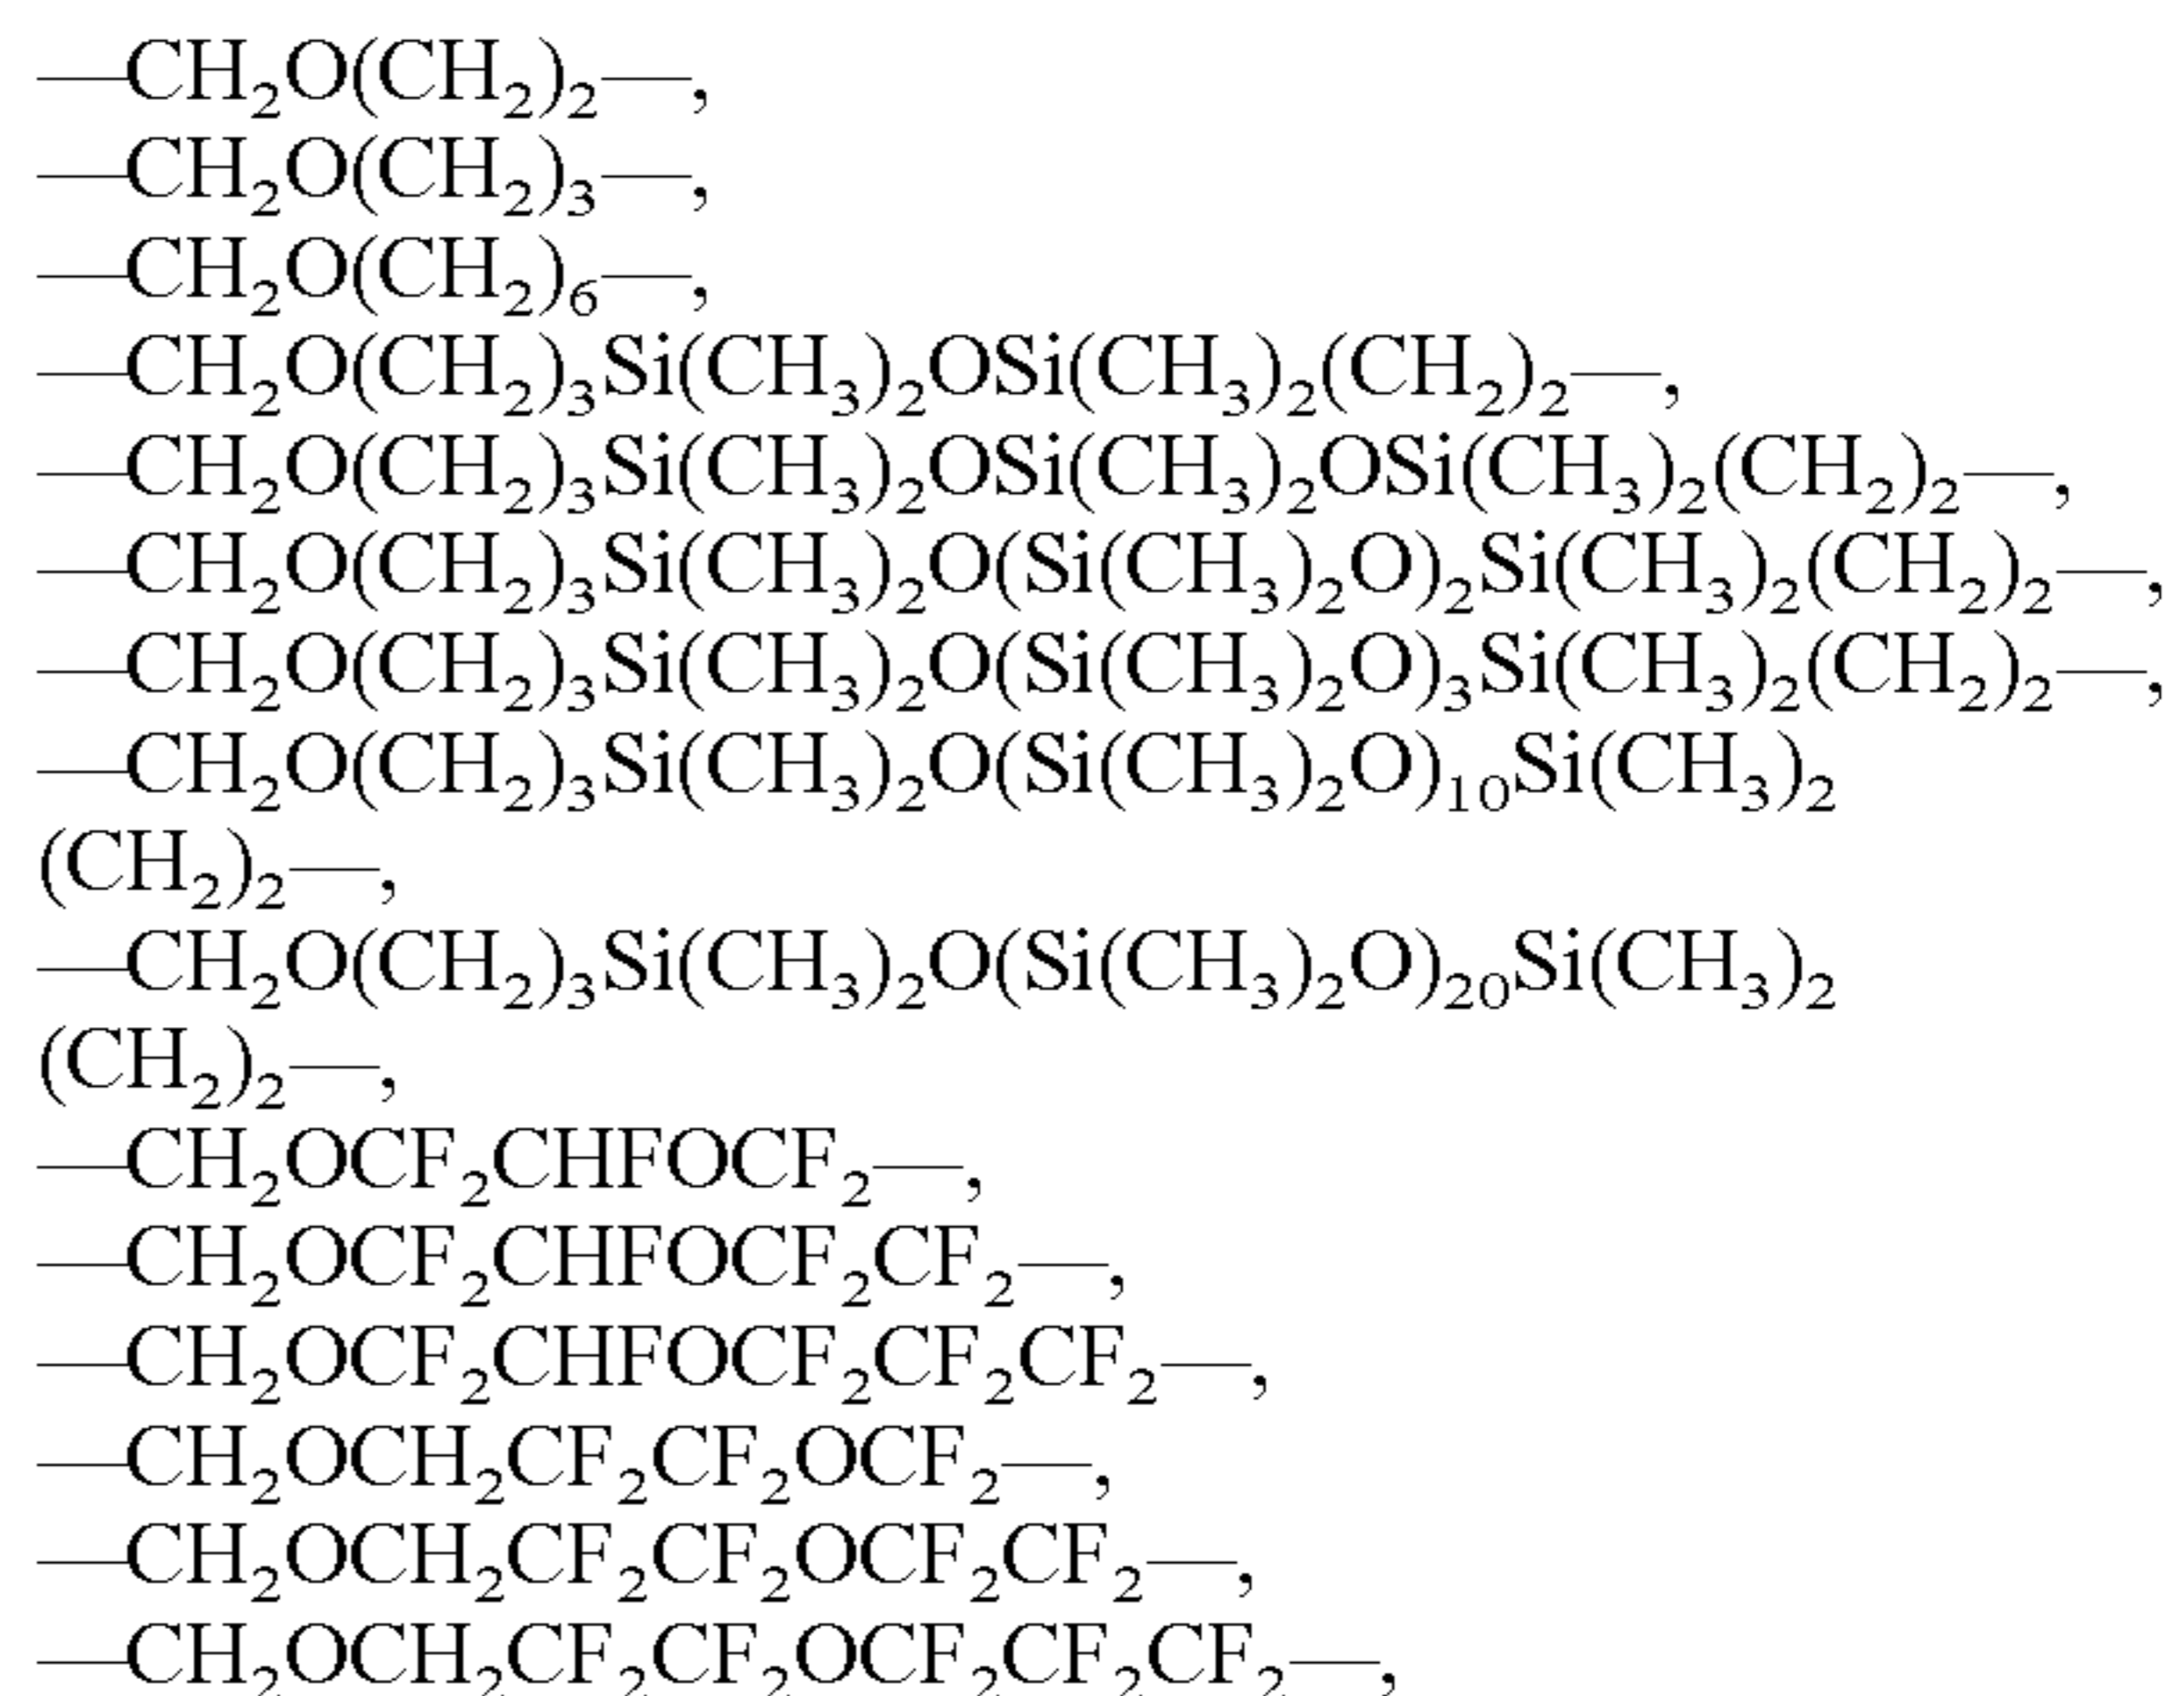 —CH₂O(CH₂)₂—,
—CH₂O(CH₂)₃—,
—CH₂O(CH₂)₆—,
—CH₂O(CH₂)₃Si(CH₃)₂OSi(CH₃)₂(CH₂)₂—,
—CH₂O(CH₂)₃Si(CH₃)₂OSi(CH₃)₂OSi(CH₃)₂(CH₂)₂—,
—CH₂O(CH₂)₃Si(CH₃)₂O(Si(CH₃)₂O)₂Si(CH₃)₂(CH₂)₂—,
—CH₂O(CH₂)₃Si(CH₃)₂O(Si(CH₃)₂O)₃Si(CH₃)₂(CH₂)₂—,
—CH₂O(CH₂)₃Si(CH₃)₂O(Si(CH₃)₂O)₁₀Si(CH₃)₂
(CH₂)₂—,
—CH₂O(CH₂)₃Si(CH₃)₂O(Si(CH₃)₂O)₂₀Si(CH₃)₂
(CH₂)₂—,
—CH₂OCF₂CHFOCF₂—,
—CH₂OCF₂CHFOCF₂CF₂—,
—CH₂OCF₂CHFOCF₂CF₂CF₂—,
—CH₂OCH₂CF₂CF₂OCF₂—,
—CH₂OCH₂CF₂CF₂OCF₂CF₂—,
—CH₂OCH₂CF₂CF₂OCF₂CF₂CF₂—,